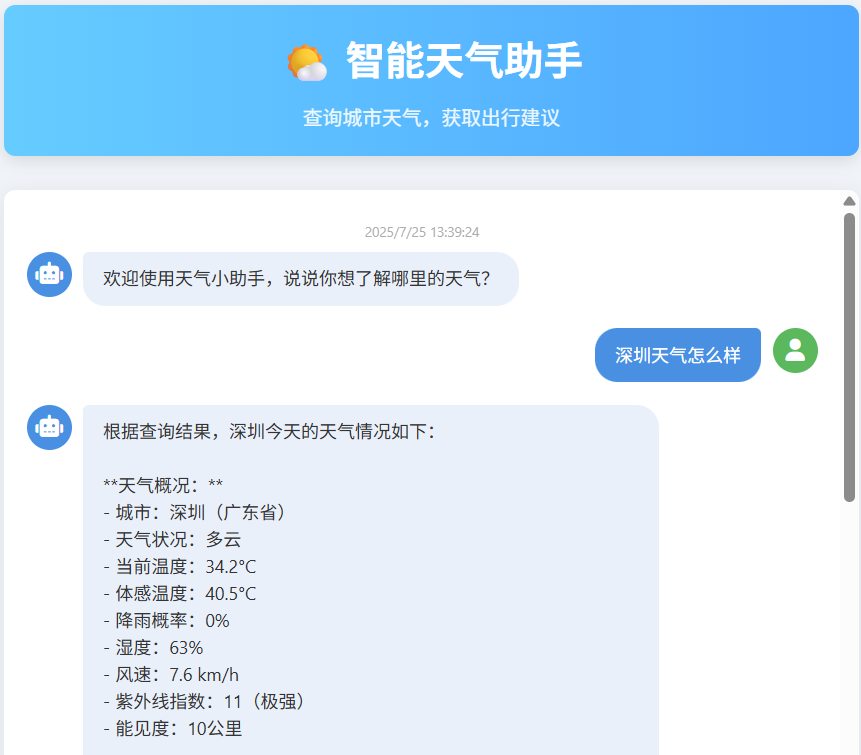 智能天气助手
查询城市天气，获取出行建议
2025/7/25 13:39:24
欢迎使用天气小助手，说说你想了解哪里的天气？
深圳天气怎么样
根据查询结果，深圳今天的天气情况如下：
**天气概况：**
- 城市：深圳（广东省）
- 天气状况：多云
- 当前温度：34.2°C
- 体感温度：40.5°C
- 降雨概率：0%
- 湿度：63%
- 风速：7.6 km/h
- 紫外线指数：11（极强）
- 能见度：10公里